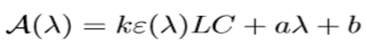 𝒜(λ) = kε(λ)LC + aλ + b